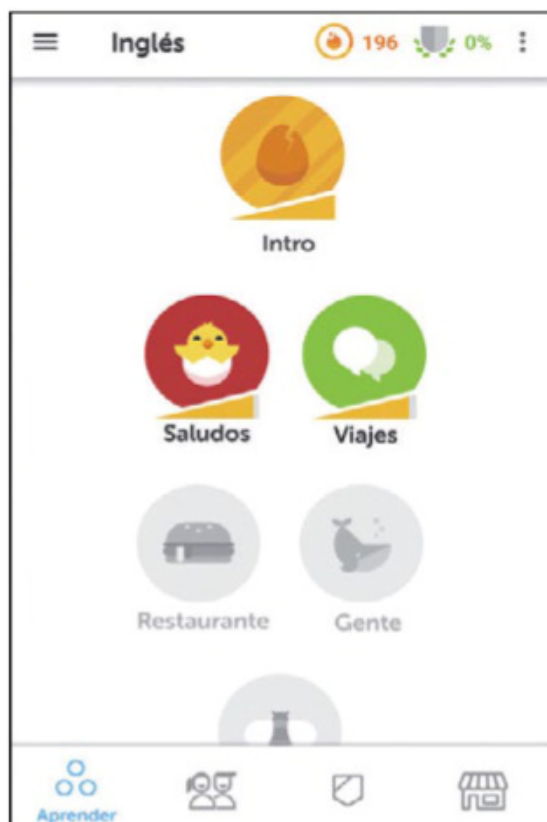 Inglés 196 0%
Intro
Saludos Viajes
Restaurante Gente
Aprender